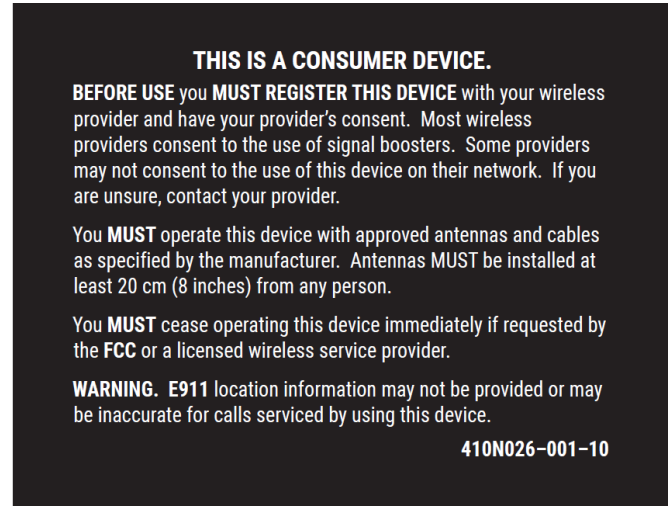 THIS IS A CONSUMER DEVICE.
BEFORE USE you MUST REGISTER THIS DEVICE with your wireless
provider and have your provider’s consent.  Most wireless
providers consent to the use of signal boosters.  Some providers
may not consent to the use of this device on their network.  If you
are unsure, contact your provider.
You MUST operate this device with approved antennas and cables
as specified by the manufacturer.  Antennas MUST be installed at
least 20 cm (8 inches) from any person.
You MUST cease operating this device immediately if requested by
the FCC or a licensed wireless service provider.
WARNING.  E911 location information may not be provided or may
be inaccurate for calls serviced by using this device.
410N026–001–10